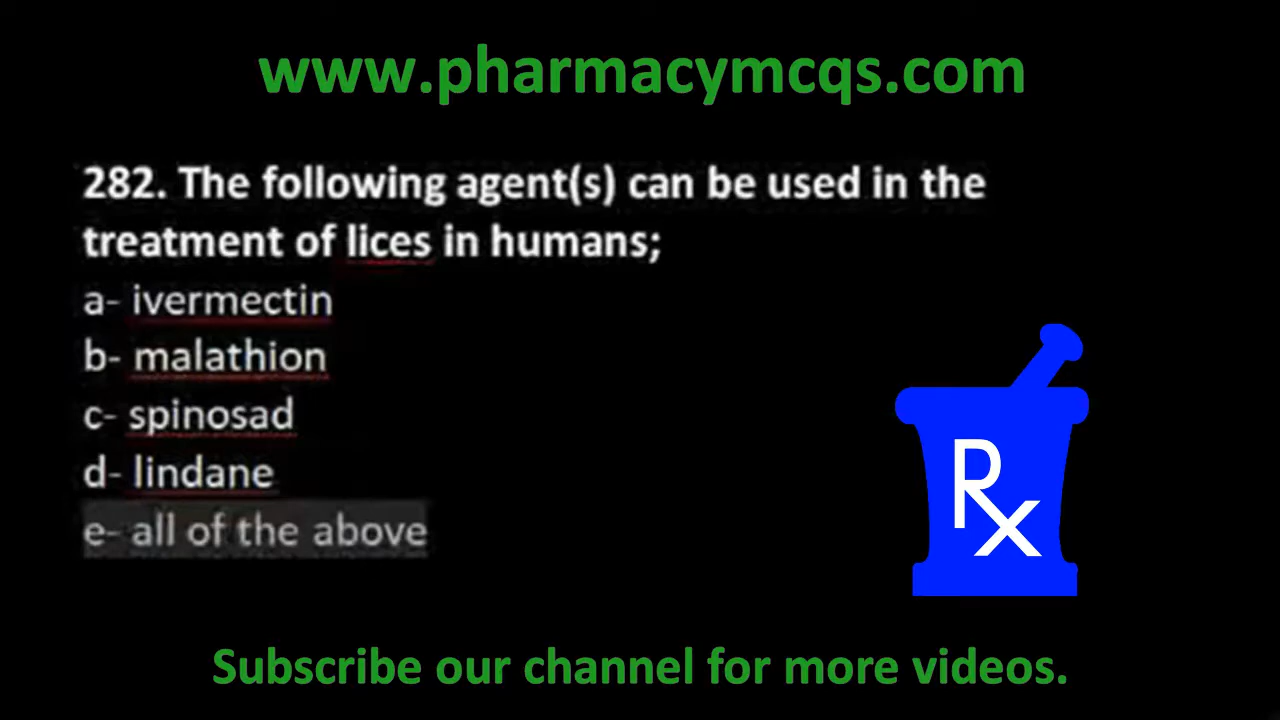 www.pharmacymcqs.com
282. The following agent(s) can be used in the
treatment of lices in humans;
a- ivermectin
b- malathion
c- spinosad
d- lindane
e- all of the above
Rx
Subscribe our channel for more videos.